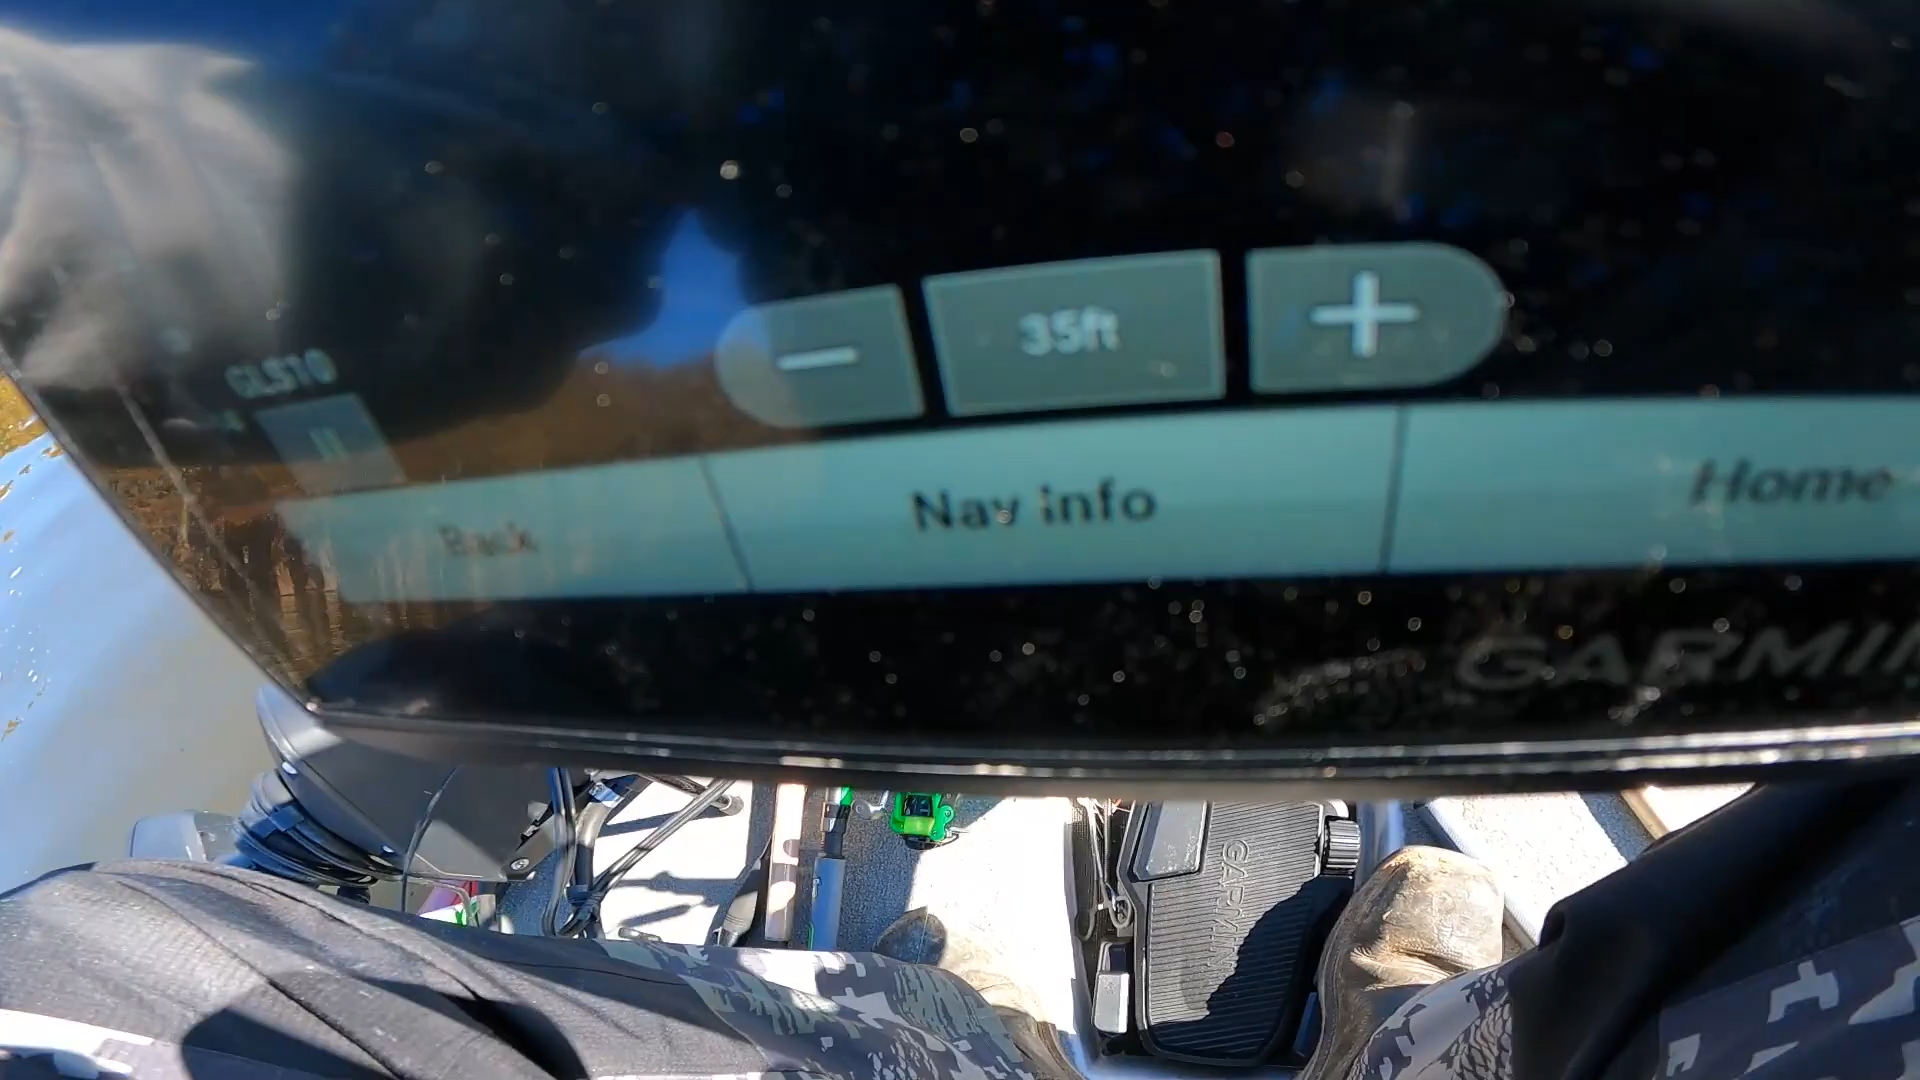 35ft
GLS10
Back Nav info Home
GARMIN
GARMIN